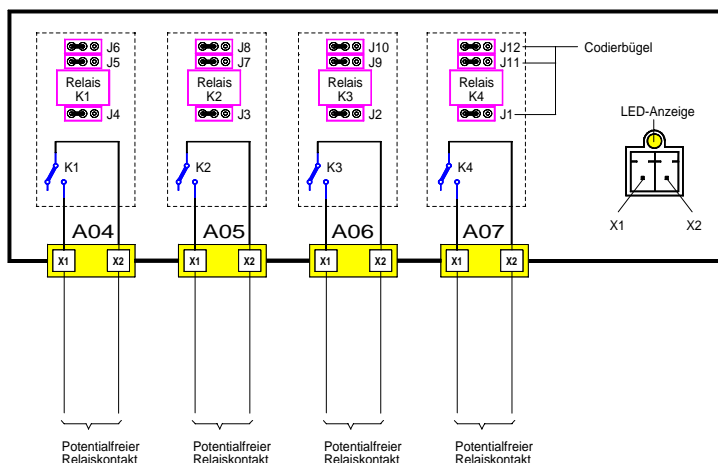 J6
J5
Relais
K1
J4
K1
A04
X1 X2
J8
J7
Relais
K2
J3
K2
A05
X1 X2
J10
J9
Relais
K3
J2
K3
A06
X1 X2
J12
J11
Relais
K4
J1
K4
A07
X1 X2
Codierbügel
LED-Anzeige
X1 X2
Potentialfreier
Relaiskontakt
Potentialfreier
Relaiskontakt
Potentialfreier
Relaiskontakt
Potentialfreier
Relaiskontakt